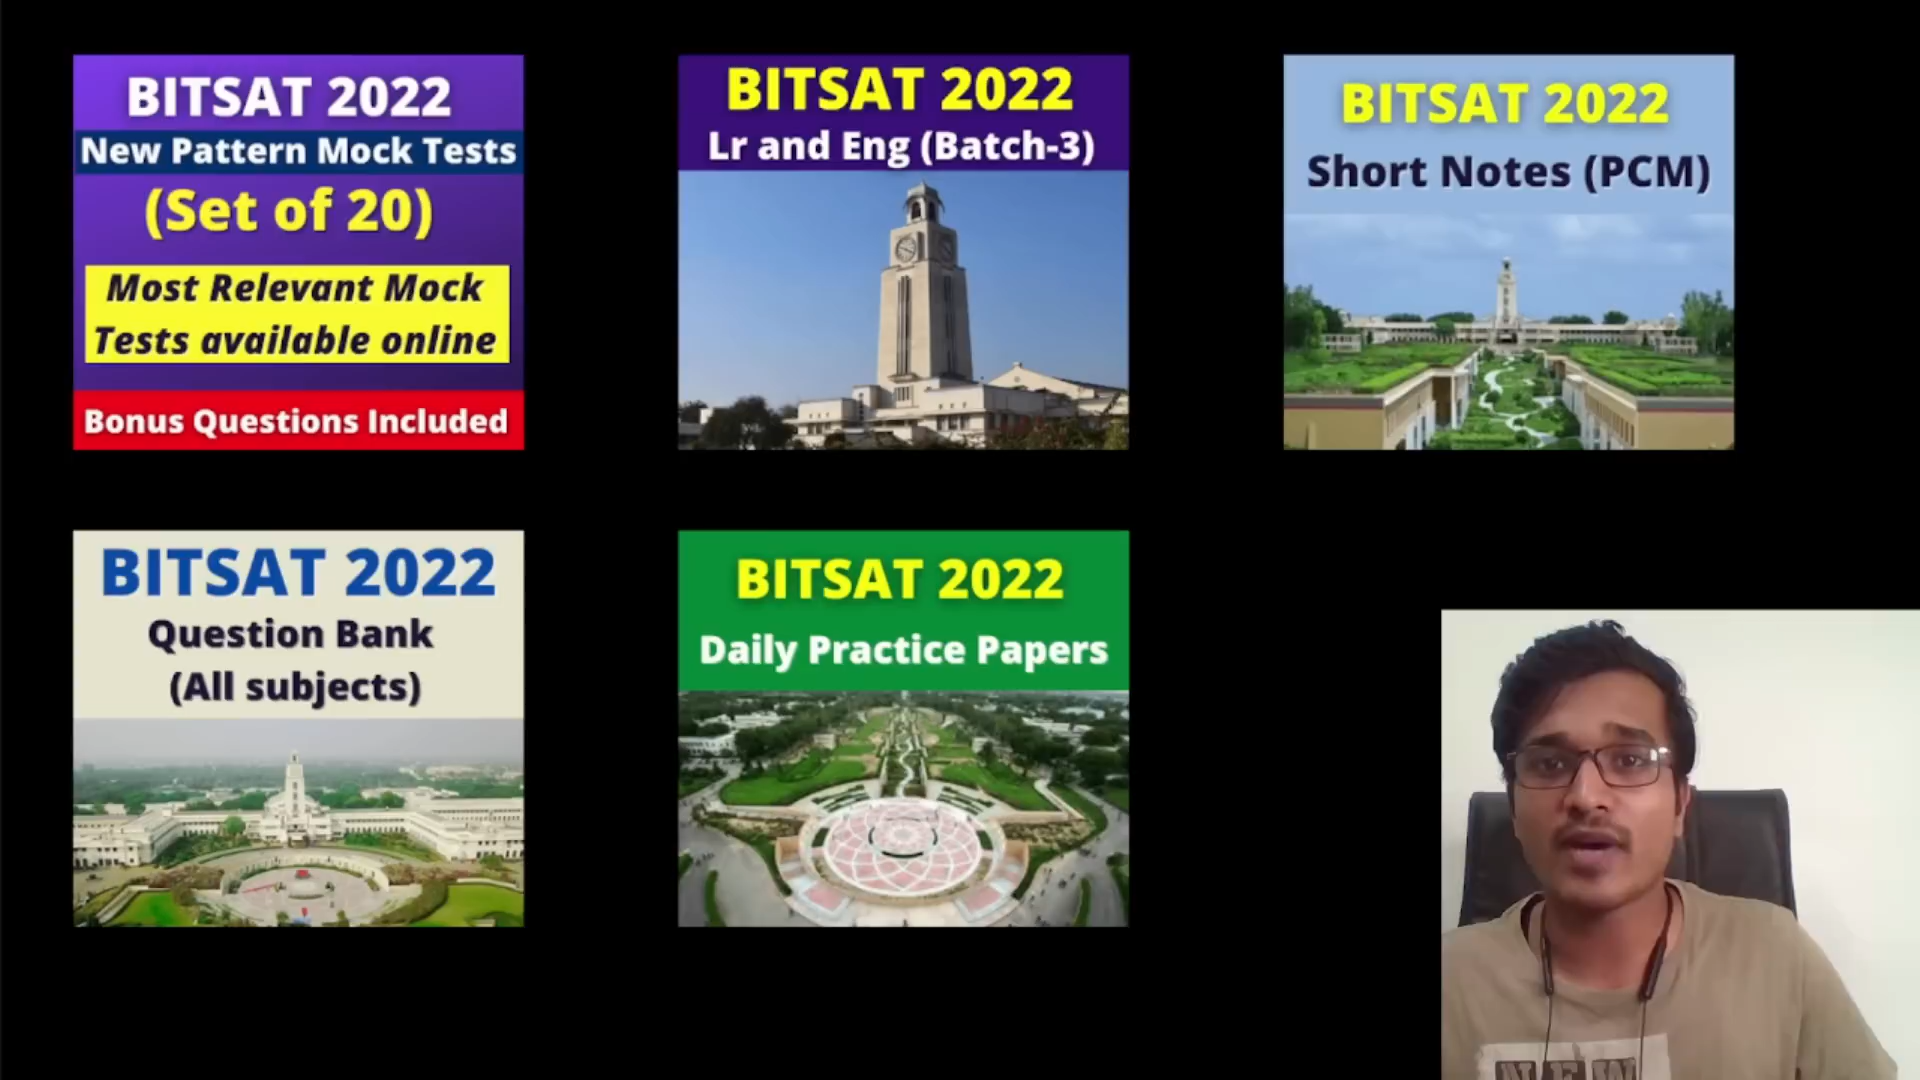 BITSAT 2022
New Pattern Mock Tests
(Set of 20)
Most Relevant Mock
Tests available online
Bonus Questions Included
BITSAT 2022
Lr and Eng (Batch-3)
BITSAT 2022
Short Notes (PCM)
BITSAT 2022
Question Bank
(All subjects)
BITSAT 2022
Daily Practice Papers
NEW